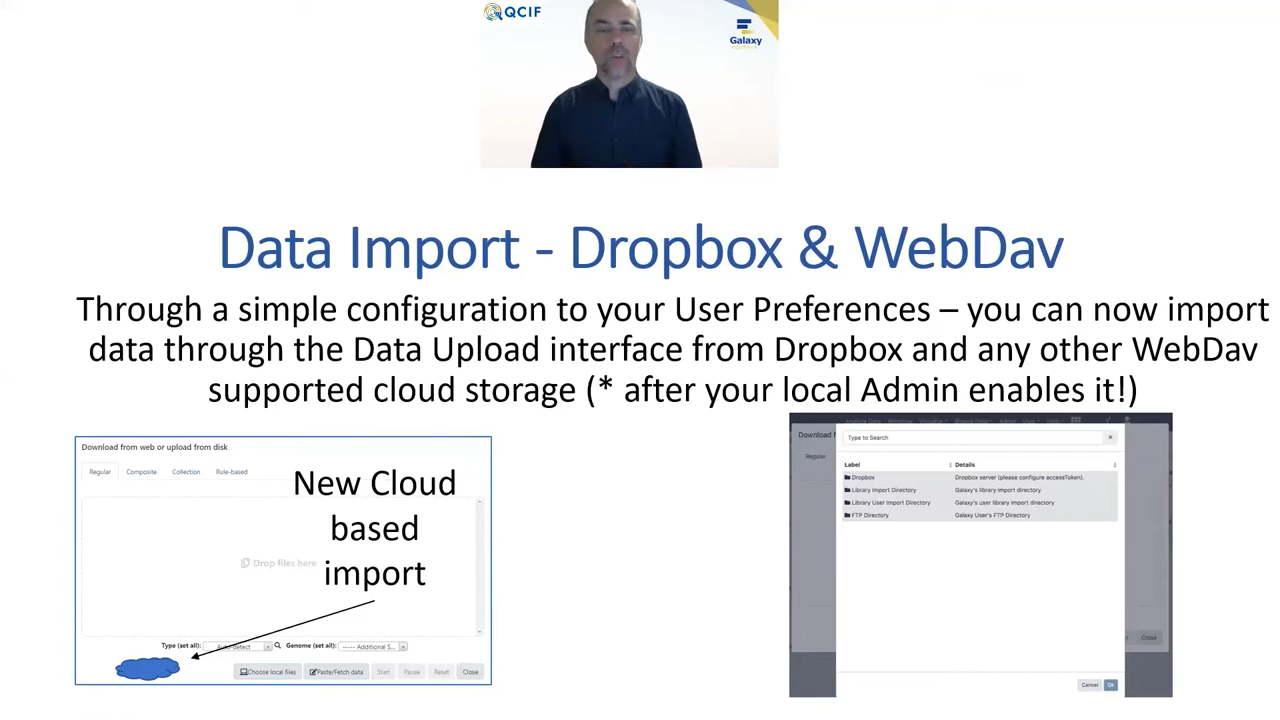 QCIF
Galaxy
Data Import - Dropbox & WebDav
Through a simple configuration to your User Preferences – you can now import
data through the Data Upload interface from Dropbox and any other WebDav
supported cloud storage (* after your local Admin enables it!)
Download from web or upload from disk
Regular Composite Collection Rule-based
New Cloud
based
import
Drop files here
Type (set all): Auto-detect Genome (set all): ----- Additional S...
Choose local files Paste/Fetch data Start Pause Reset Close
Download f
Regular
Type to Search
Label Details
Dropbox Dropbox server (please configure accessToken).
Library Import Directory Galaxy's library import directory
Library User Import Directory Galaxy's user library import directory
FTP Directory Galaxy User's FTP Directory
Close
Cancel Ok